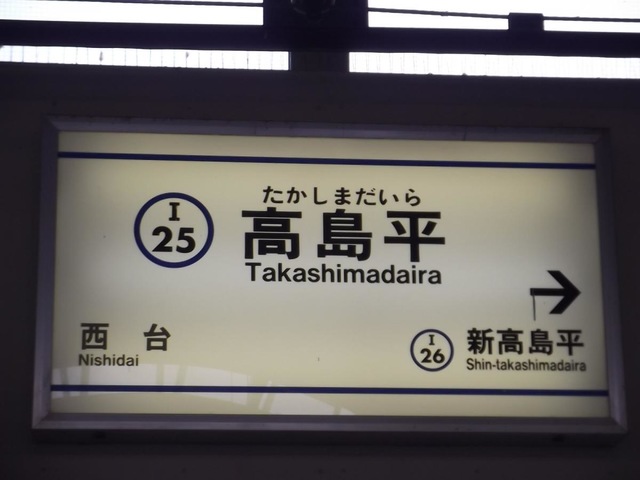 I
25
たかしまだいら
高島平
Takashimadaira
西台
Nishidai
I
26
新高島平
Shin-takashimadaira